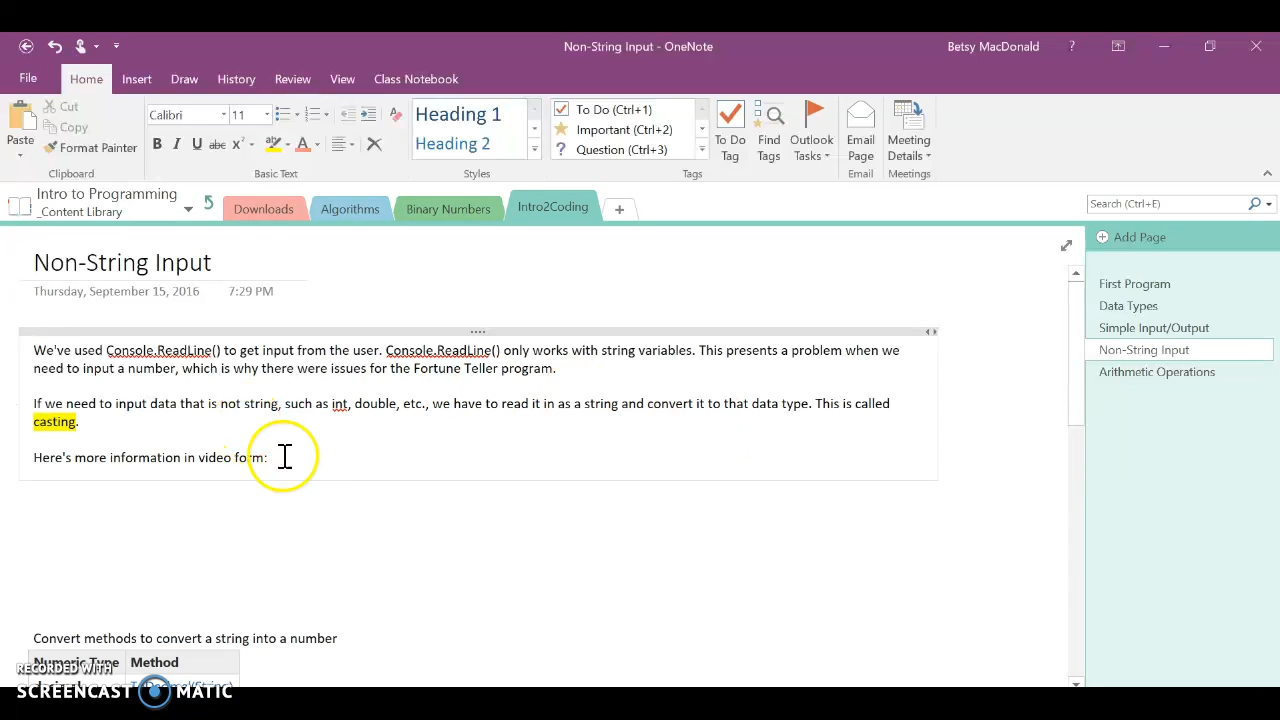 Non-String Input - OneNote
Betsy MacDonald
?
File
Home
Insert
Draw
History
Review
View
Class Notebook
Paste
Cut
Copy
Format Painter
Clipboard
Calibri
11
B I U abc x²
A
Basic Text
Heading 1
Heading 2
Styles
To Do (Ctrl+1)
Important (Ctrl+2)
? Question (Ctrl+3)
Tags
To Do
Tag
Find
Tags
Outlook
Tasks
Email
Page
Email
Meeting
Details
Meetings
Intro to Programming
_Content Library
Downloads
Algorithms
Binary Numbers
Intro2Coding
+
Search (Ctrl+E)
Add Page
First Program
Data Types
Simple Input/Output
Non-String Input
Arithmetic Operations
Non-String Input
Thursday, September 15, 2016 7:29 PM
We've used Console.ReadLine() to get input from the user. Console.ReadLine() only works with string variables. This presents a problem when we
need to input a number, which is why there were issues for the Fortune Teller program.
If we need to input data that is not string, such as int, double, etc., we have to read it in as a string and convert it to that data type. This is called
casting.
Here's more information in video form:
Convert methods to convert a string into a number
Numeric Type Method
RECORDED WITH
SCREENCAST MATIC